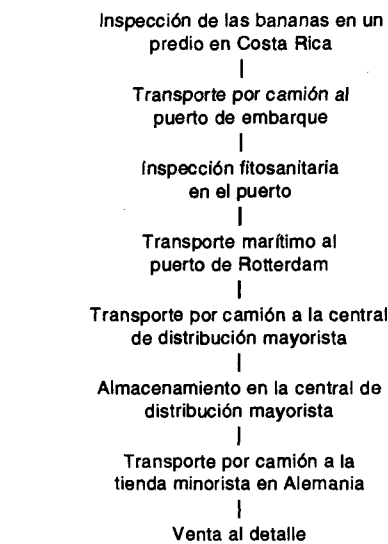 Inspección de las bananas en un
predio en Costa Rica
Transporte por camión al
puerto de embarque
Inspección fitosanitaria
en el puerto
Transporte marítimo al
puerto de Rotterdam
Transporte por camión a la central
de distribución mayorista
Almacenamiento en la central de
distribución mayorista
Transporte por camión a la
tienda minorista en Alemania
Venta al detalle